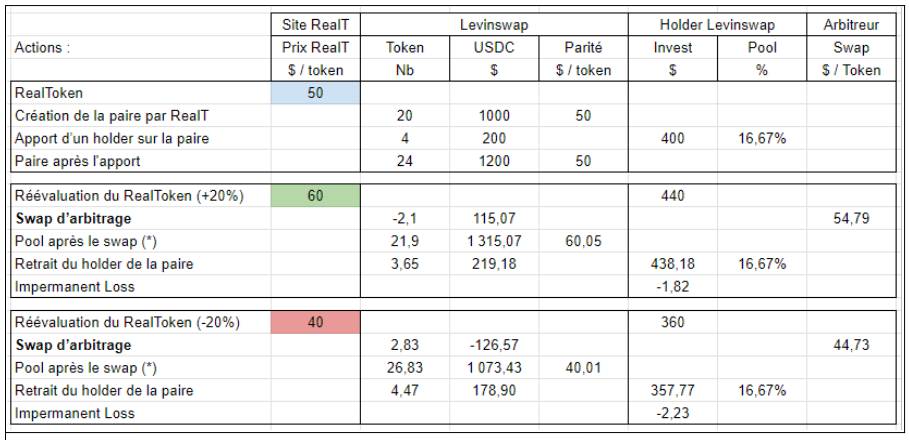 Site RealT Levinswap Holder Levinswap Arbitreur
Actions : Prix RealT Token USDC Parité Invest Pool Swap
$ / token Nb $ $ / token $ % $ / Token
RealToken 50
Création de la paire par RealT 20 1000 50
Apport d'un holder sur la paire 4 200 400 16,67%
Paire après l'apport 24 1200 50
Réévaluation du RealToken (+20%) 60 440
Swap d'arbitrage -2,1 115,07 54,79
Pool après le swap (*) 21,9 1 315,07 60,05
Retrait du holder de la paire 3,65 219,18 438,18 16,67%
Impermanent Loss -1,82
Réévaluation du RealToken (-20%) 40 360
Swap d'arbitrage 2,83 -126,57 44,73
Pool après le swap (*) 26,83 1 073,43 40,01
Retrait du holder de la paire 4,47 178,90 357,77 16,67%
Impermanent Loss -2,23